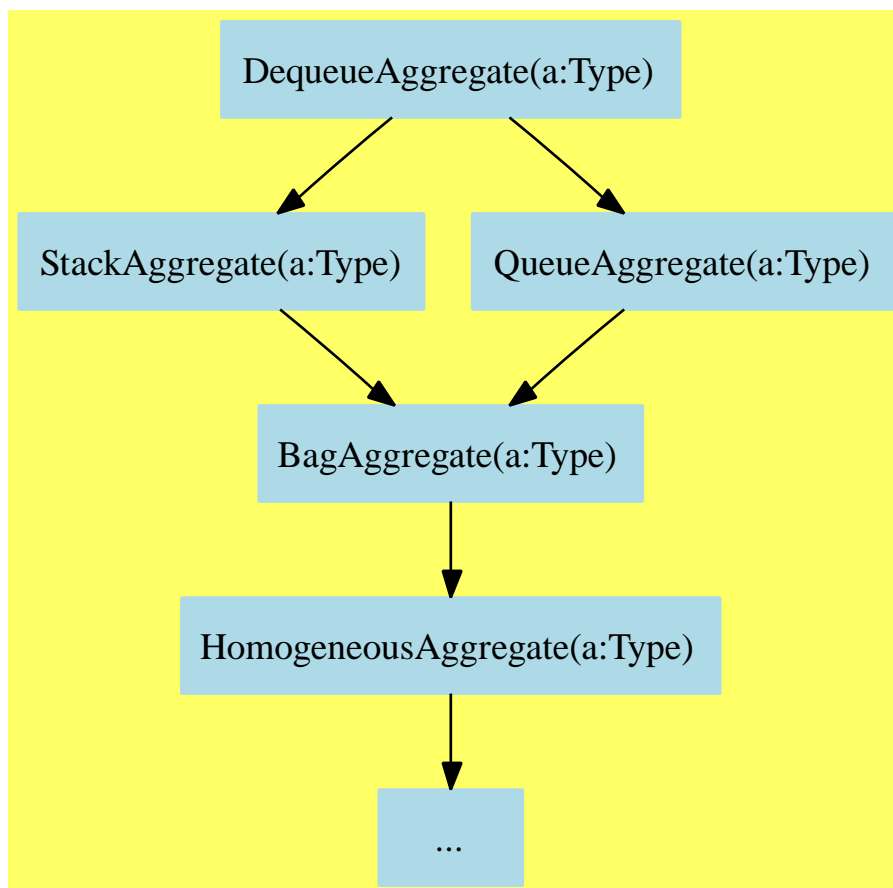 DequeueAggregate(a:Type)
StackAggregate(a:Type)
QueueAggregate(a:Type)
BagAggregate(a:Type)
HomogeneousAggregate(a:Type)
...